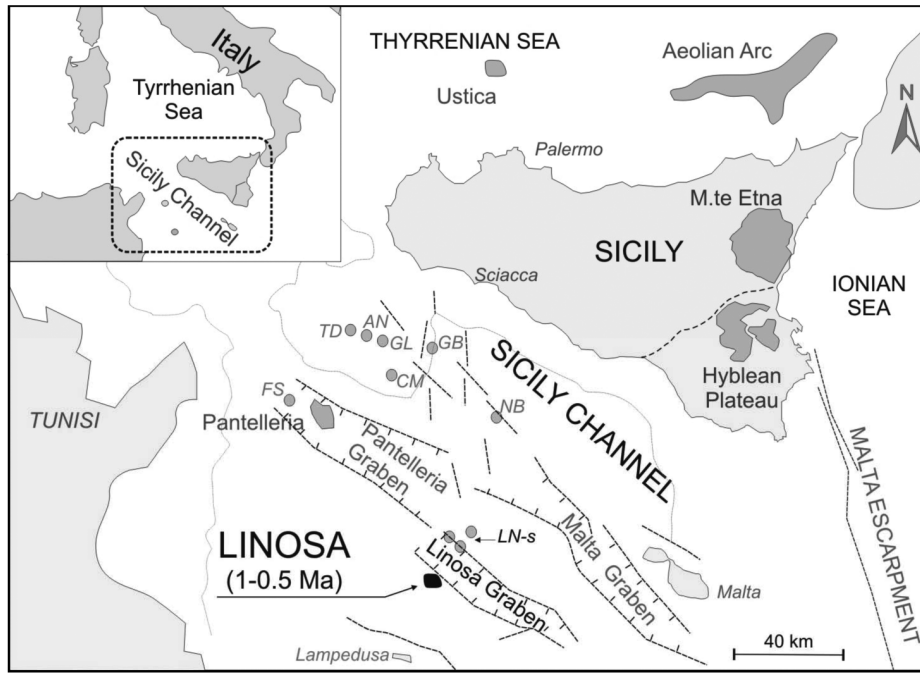 THYRRENIAN SEA
Aeolian Arc
Italy
Tyrrhenian
Sea
Ustica
N
Sicily Channel
Palermo
M.te Etna
SICILY
Sciacca
IONIAN
SEA
TD
AN
GL
GB
CM
SICILY CHANNEL
Hyblean
Plateau
FS
NB
TUNISI
Pantelleria
Pantelleria
Graben
MALTA ESCARPMENT
LINOSA
(1-0.5 Ma)
LN-s
Linosa Graben
Malta Graben
Malta
Lampedusa
40 km